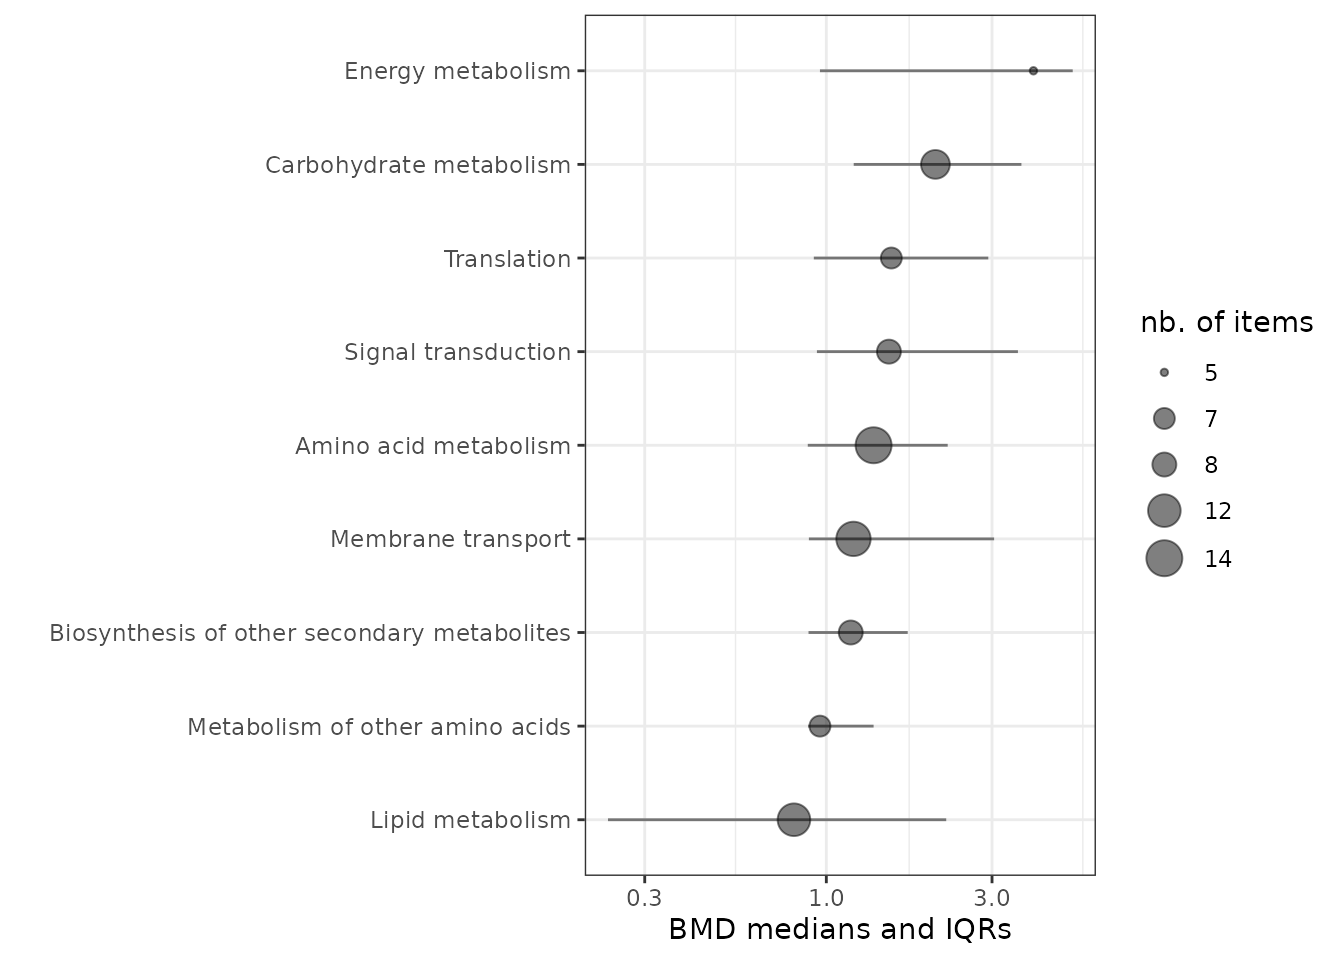 Energy metabolism
Carbohydrate metabolism
Translation
Signal transduction
Amino acid metabolism
Membrane transport
Biosynthesis of other secondary metabolites
Metabolism of other amino acids
Lipid metabolism
0.3 1.0 3.0
BMD medians and IQRs
nb. of items
5
7
8
12
14